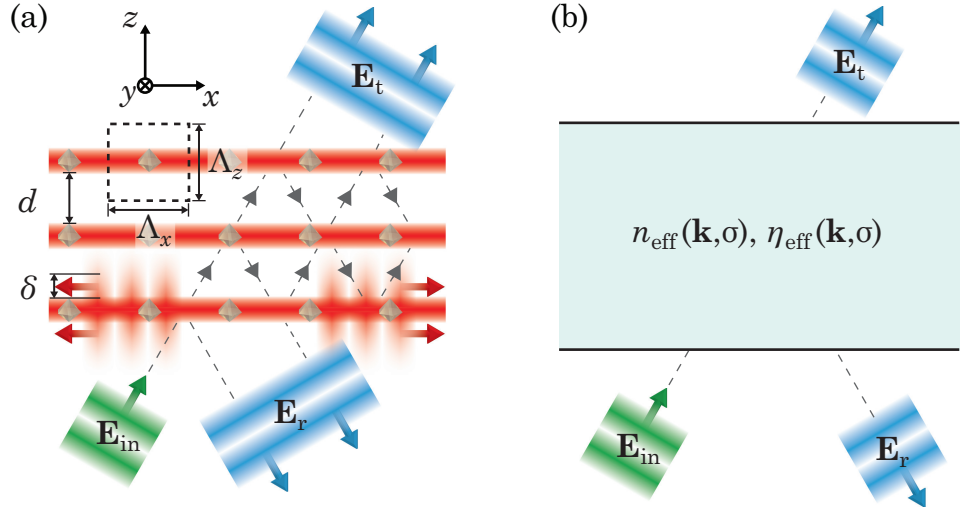 (a)
z
y
x
E_t
Λ_z
d
Λ_x
δ
E_in
E_r
(b)
E_t
n_eff(k,σ), η_eff(k,σ)
E_in
E_r